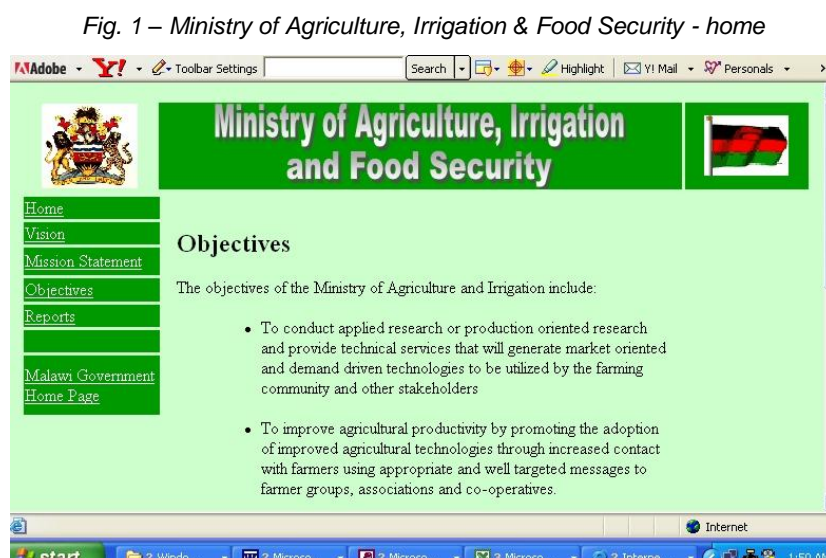 Fig. 1 – Ministry of Agriculture, Irrigation & Food Security - home
Adobe Y! Toolbar Settings Search Highlight Y! Mail Personals
Ministry of Agriculture, Irrigation
and Food Security
Home
Vision
Mission Statement
Objectives
Reports
Malawi Government
Home Page
Objectives
The objectives of the Ministry of Agriculture and Irrigation include:
• To conduct applied research or production oriented research
and provide technical services that will generate market oriented
and demand driven technologies to be utilized by the farming
community and other stakeholders
• To improve agricultural productivity by promoting the adoption
of improved agricultural technologies through increased contact
with farmers using appropriate and well targeted messages to
farmer groups, associations and co-operatives.
Internet
start